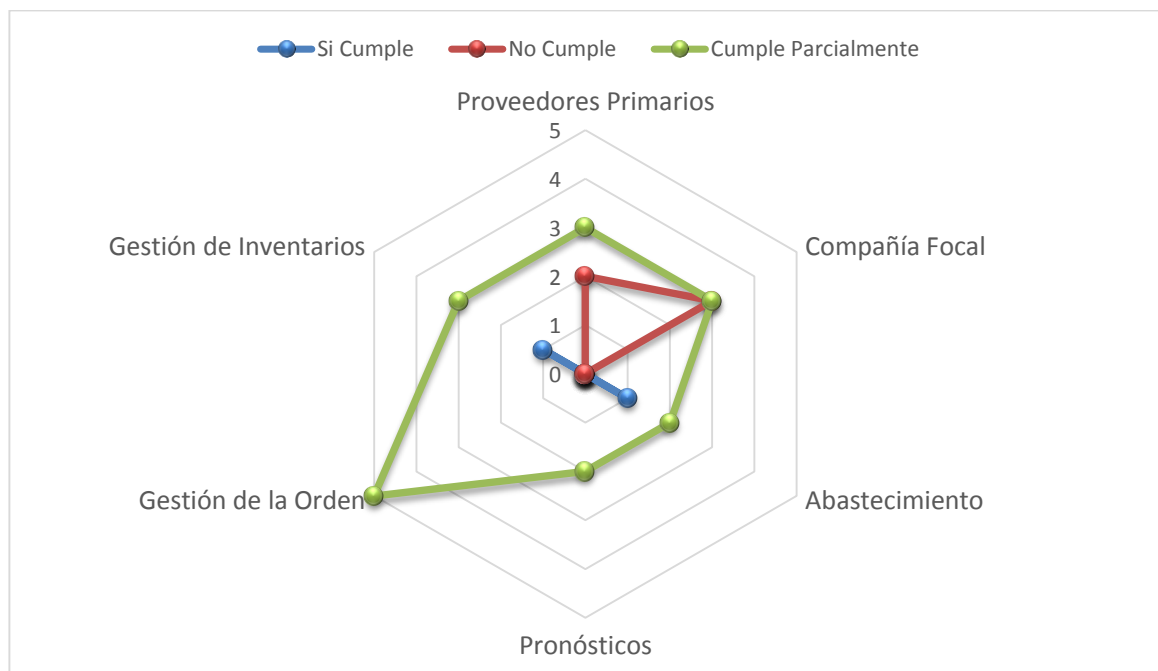 Si Cumple No Cumple Cumple Parcialmente
Proveedores Primarios
5
4
3
2
1
0
Gestión de Inventarios
Compañía Focal
Gestión de la Orden
Abastecimiento
Pronósticos